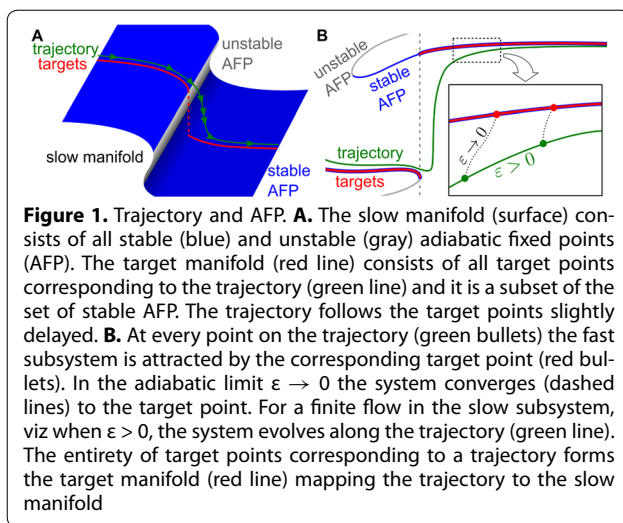 A
trajectory
targets
unstable
AFP
slow manifold
stable
AFP
B
unstable
AFP
stable
AFP
trajectory
targets
ε → 0
ε > 0
Figure 1. Trajectory and AFP. A. The slow manifold (surface) con-
sists of all stable (blue) and unstable (gray) adiabatic fixed points
(AFP). The target manifold (red line) consists of all target points
corresponding to the trajectory (green line) and it is a subset of the
set of stable AFP. The trajectory follows the target points slightly
delayed. B. At every point on the trajectory (green bullets) the fast
subsystem is attracted by the corresponding target point (red bul-
lets). In the adiabatic limit ε → 0 the system converges (dashed
lines) to the target point. For a finite flow in the slow subsystem,
viz when ε > 0, the system evolves along the trajectory (green line).
The entirety of target points corresponding to a trajectory forms
the target manifold (red line) mapping the trajectory to the slow
manifold